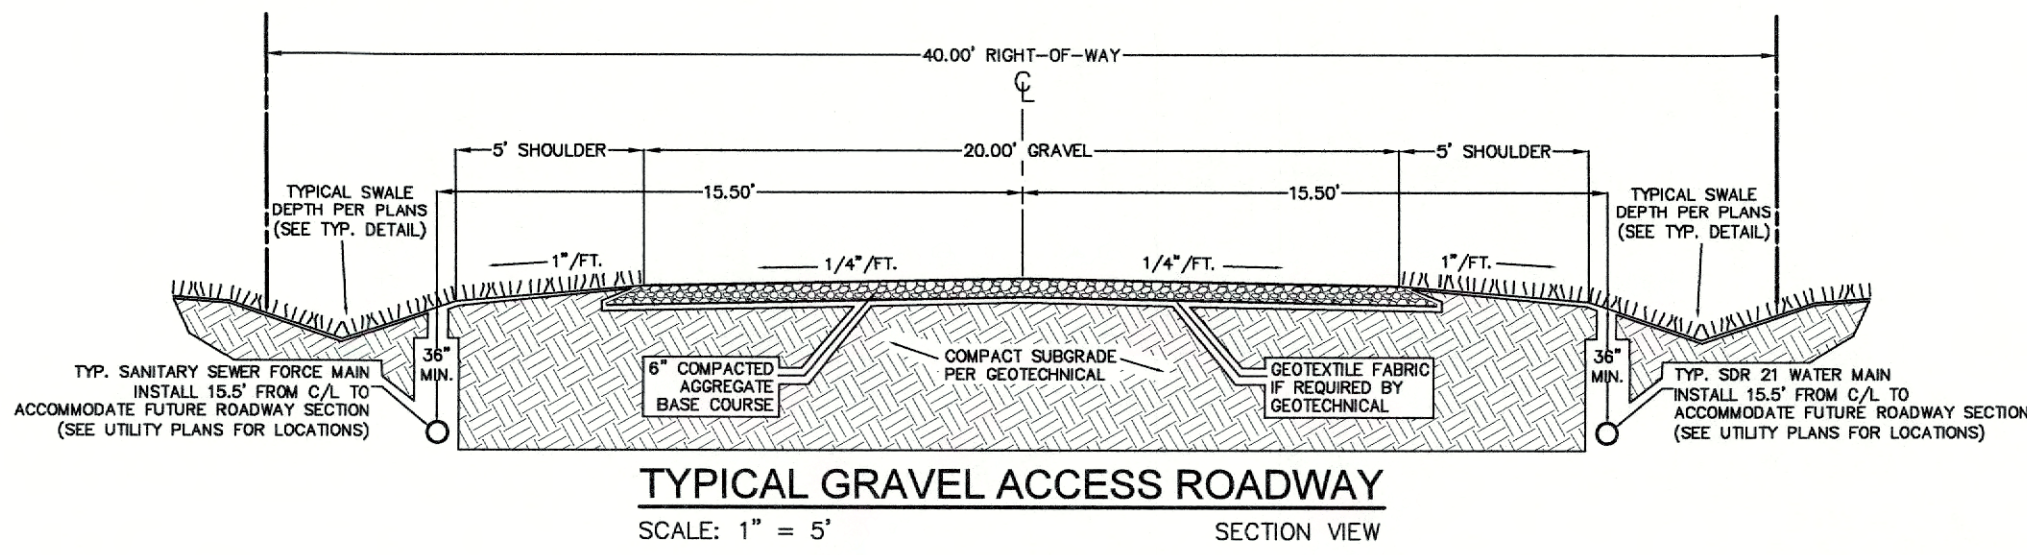 40.00' RIGHT-OF-WAY
℄
5' SHOULDER
20.00' GRAVEL
5' SHOULDER
15.50'
15.50'
TYPICAL SWALE
DEPTH PER PLANS
(SEE TYP. DETAIL)
TYPICAL SWALE
DEPTH PER PLANS
(SEE TYP. DETAIL)
1"/FT.
1/4"/FT.
1/4"/FT.
1"/FT.
36"
MIN.
TYP. SANITARY SEWER FORCE MAIN
INSTALL 15.5' FROM C/L TO
ACCOMMODATE FUTURE ROADWAY SECTION
(SEE UTILITY PLANS FOR LOCATIONS)
6" COMPACTED
AGGREGATE
BASE COURSE
COMPACT SUBGRADE
PER GEOTECHNICAL
GEOTEXTILE FABRIC
IF REQUIRED BY
GEOTECHNICAL
36"
MIN.
TYP. SDR 21 WATER MAIN
INSTALL 15.5' FROM C/L TO
ACCOMMODATE FUTURE ROADWAY SECTION
(SEE UTILITY PLANS FOR LOCATIONS)
TYPICAL GRAVEL ACCESS ROADWAY
SCALE: 1" = 5'
SECTION VIEW